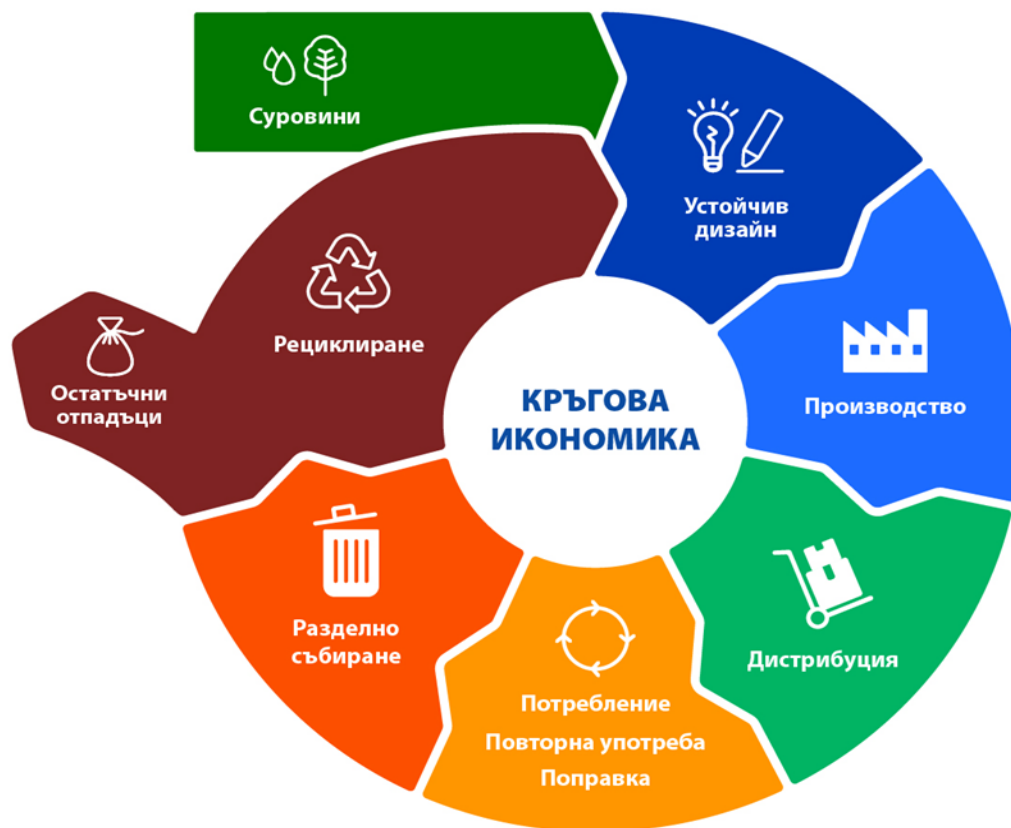 Суровини
Устойчив
дизайн
Производство
Дистрибуция
Потребление
Повторна употреба
Поправка
Разделно
събиране
Рециклиране
Остатъчни
отпадъци
КРЪГОВА
ИКОНОМИКА